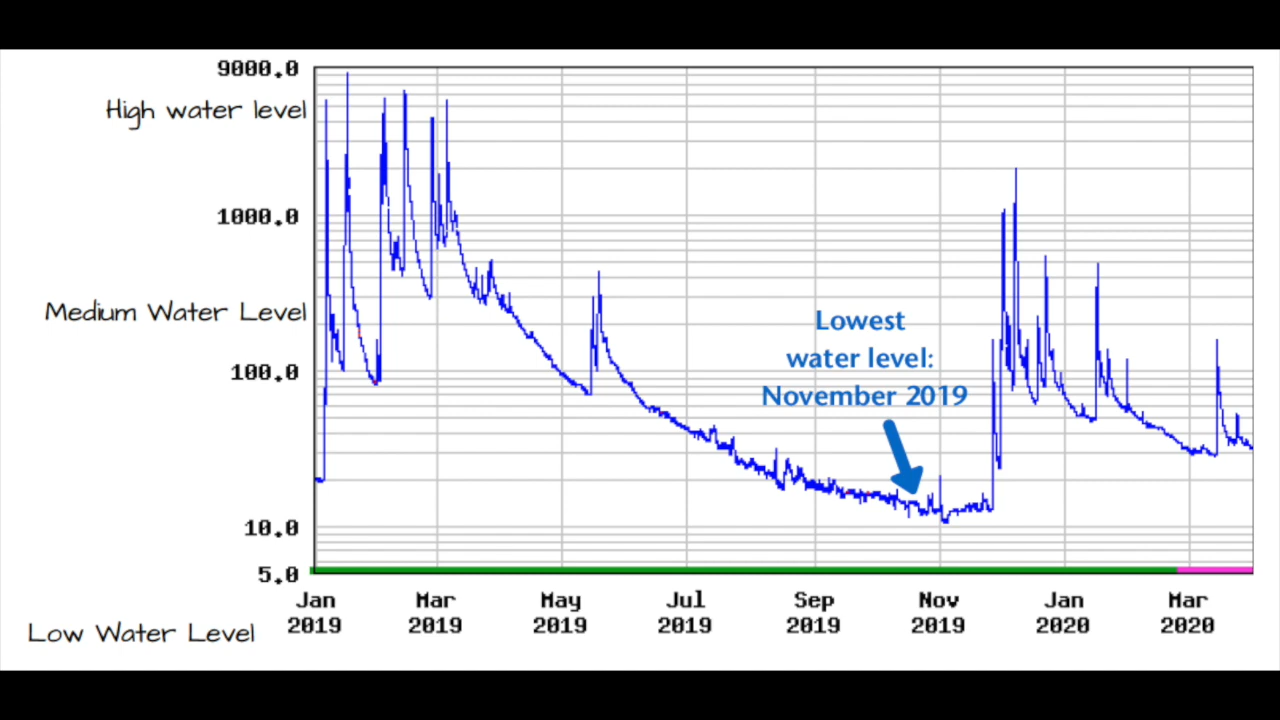 9000.0
High water level
1000.0
Medium Water Level
Lowest
water level:
November 2019
100.0
10.0
5.0
Jan Mar May Jul Sep Nov Jan Mar
2019 2019 2019 2019 2019 2019 2020 2020
Low Water Level